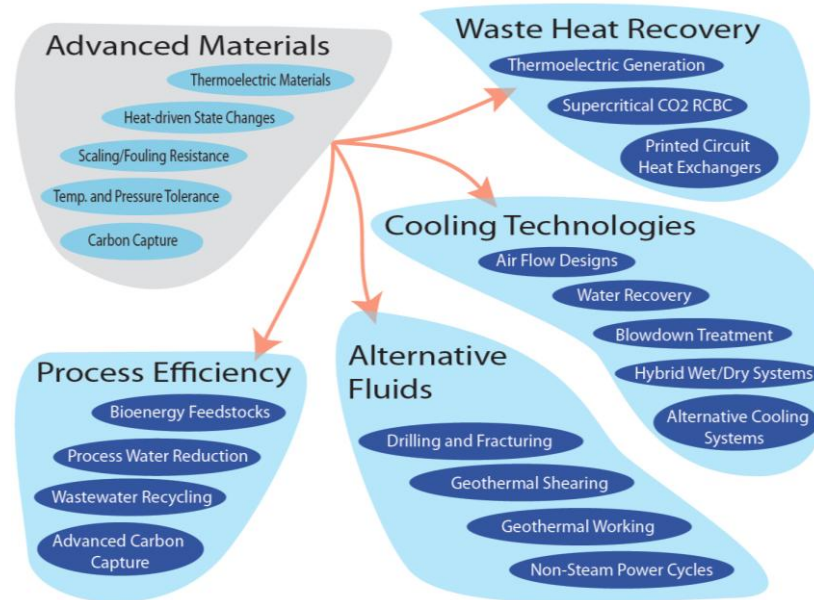 Advanced Materials
Thermoelectric Materials
Heat-driven State Changes
Scaling/Fouling Resistance
Temp. and Pressure Tolerance
Carbon Capture
Waste Heat Recovery
Thermoelectric Generation
Supercritical CO2 RCBC
Printed Circuit
Heat Exchangers
Cooling Technologies
Air Flow Designs
Water Recovery
Blowdown Treatment
Hybrid Wet/Dry Systems
Alternative Cooling
Systems
Process Efficiency
Bioenergy Feedstocks
Process Water Reduction
Wastewater Recycling
Advanced Carbon
Capture
Alternative
Fluids
Drilling and Fracturing
Geothermal Shearing
Geothermal Working
Non-Steam Power Cycles